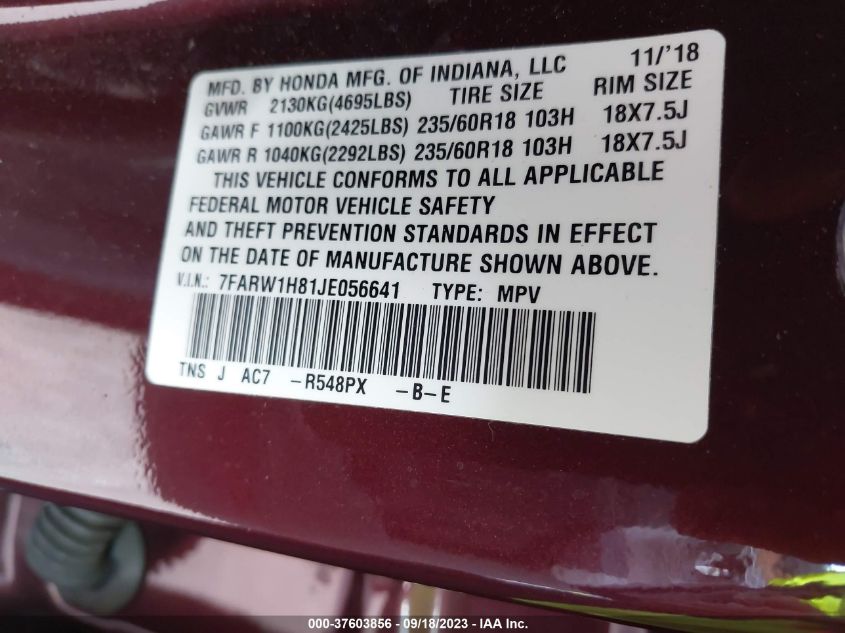 MFD. BY HONDA MFG. OF INDIANA, LLC 11/'18
GVWR 2130KG(4695LBS) TIRE SIZE RIM SIZE
GAWR F 1100KG(2425LBS) 235/60R18 103H 18X7.5J
GAWR R 1040KG(2292LBS) 235/60R18 103H 18X7.5J
THIS VEHICLE CONFORMS TO ALL APPLICABLE
FEDERAL MOTOR VEHICLE SAFETY
AND THEFT PREVENTION STANDARDS IN EFFECT
ON THE DATE OF MANUFACTURE SHOWN ABOVE.
V.I.N.: 7FARW1H81JE056641 TYPE: MPV
TNS J AC7 -R548PX -B-E
000-37603856 - 09/18/2023 - IAA Inc.